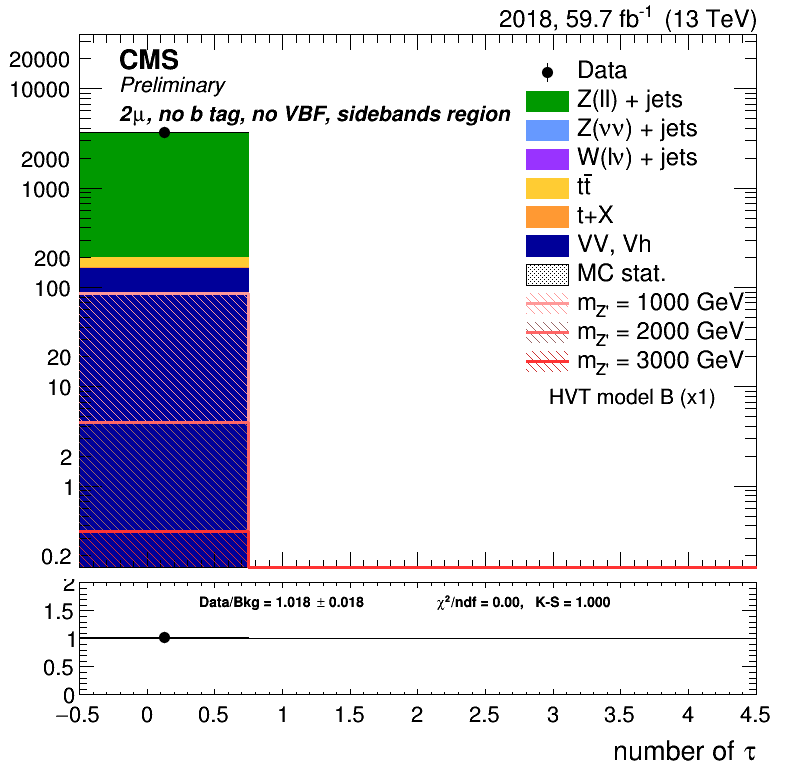 2018, 59.7 fb⁻¹ (13 TeV)
CMS
Preliminary
2μ, no b tag, no VBF, sidebands region
Data
Z(ll) + jets
Z(νν) + jets
W(lν) + jets
tt̄
t+X
VV, Vh
MC stat.
m_Z' = 1000 GeV
m_Z' = 2000 GeV
m_Z' = 3000 GeV
HVT model B (x1)
20000
10000
2000
1000
200
100
20
10
2
1
0.2
Data/Bkg = 1.018 ± 0.018 χ²/ndf = 0.00, K-S = 1.000
2
1.5
1
0.5
0
−0.5 0 0.5 1 1.5 2 2.5 3 3.5 4 4.5
number of τ